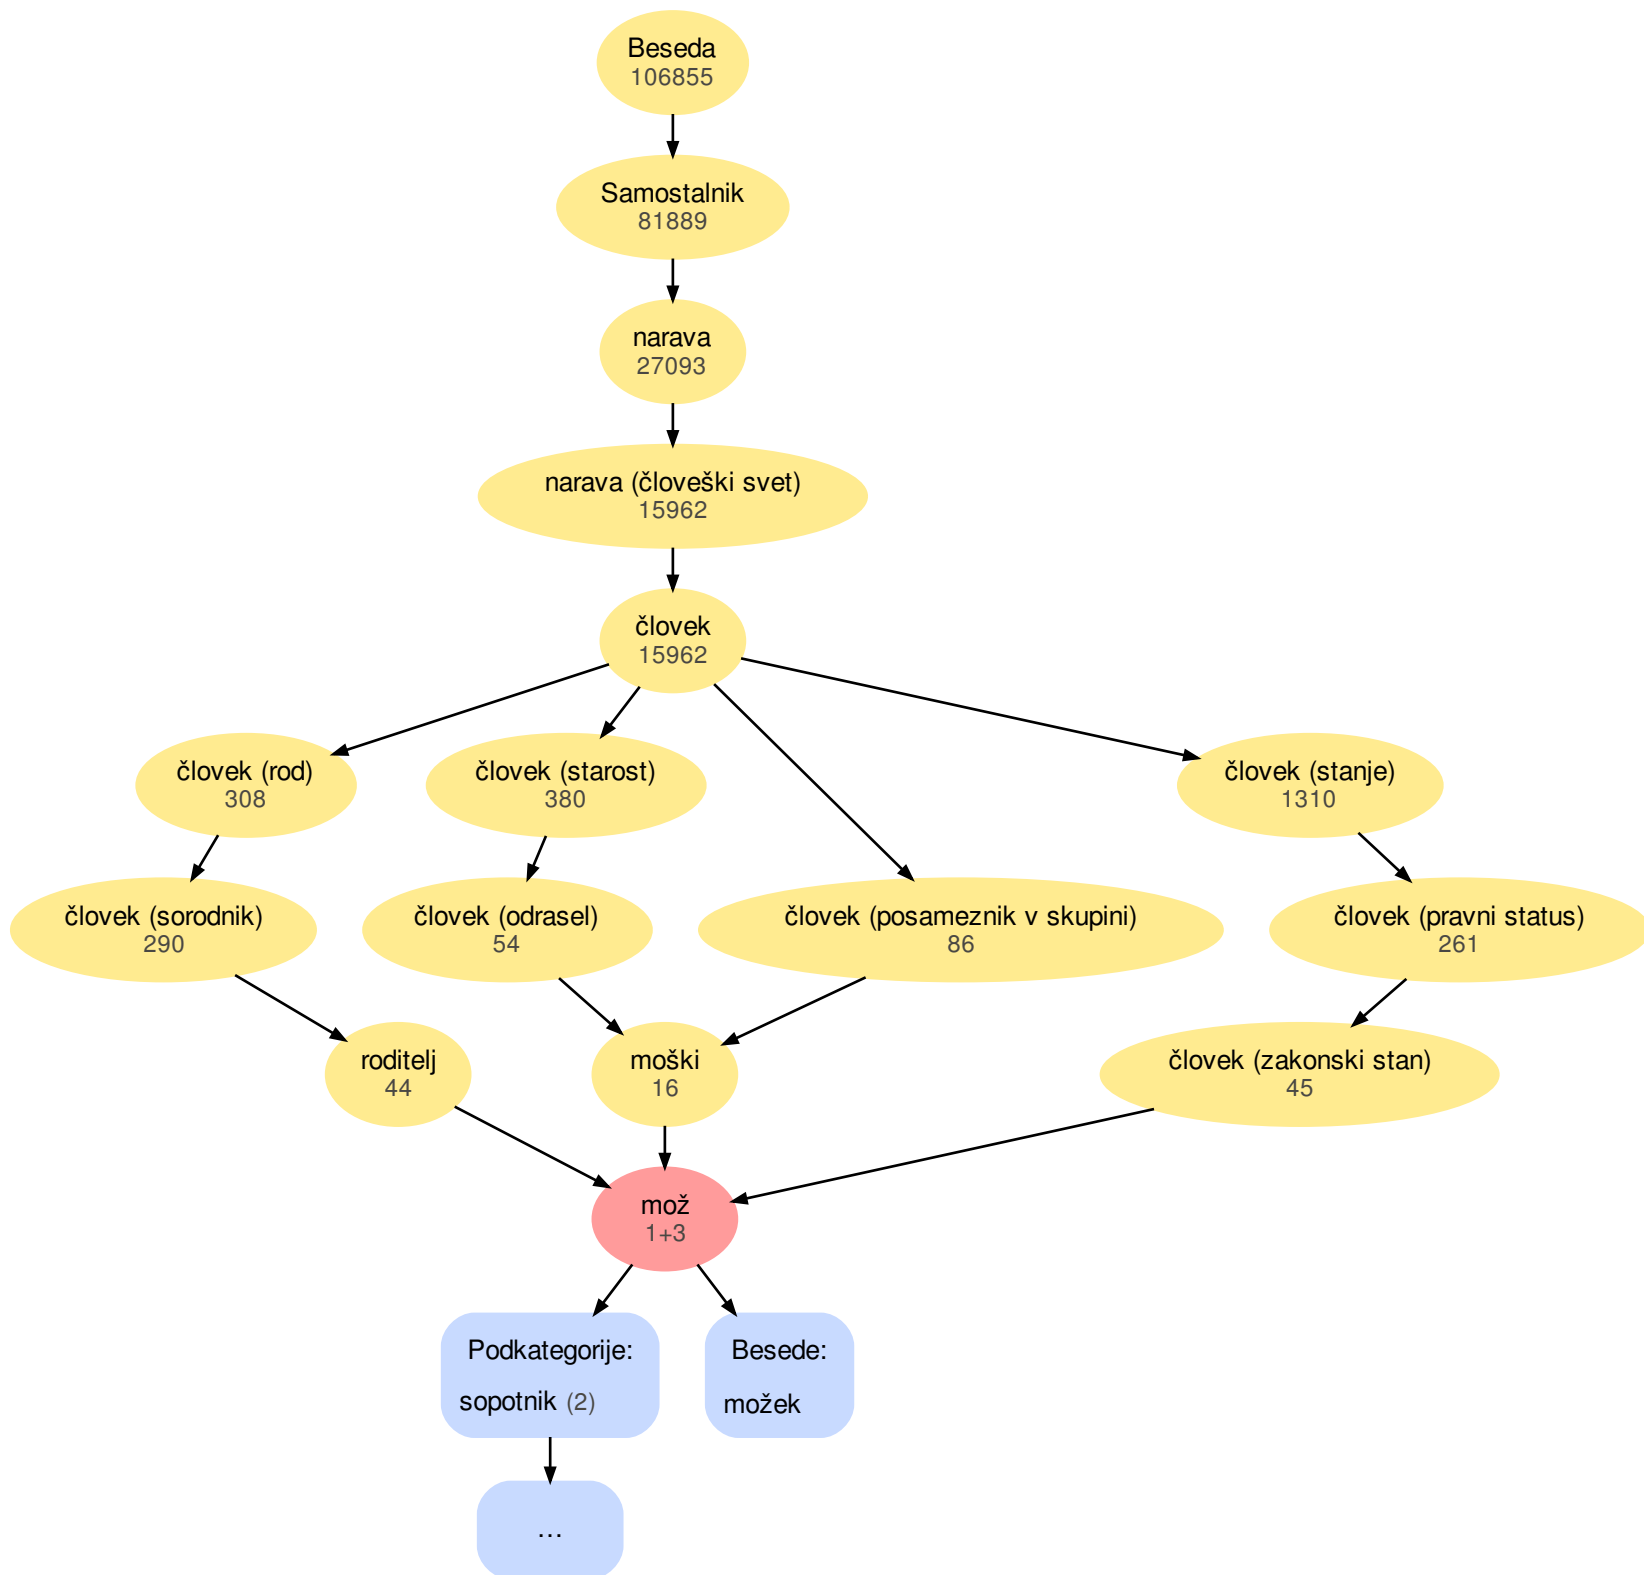 Beseda
106855
Samostalnik
81889
narava
27093
narava (človeški svet)
15962
človek
15962
človek (rod)
308
človek (starost)
380
človek (stanje)
1310
človek (sorodnik)
290
človek (odrasel)
54
človek (posameznik v skupini)
86
človek (pravni status)
261
roditelj
44
moški
16
človek (zakonski stan)
45
mož
1+3
Podkategorije:
sopotnik (2)
Besede:
možek
...